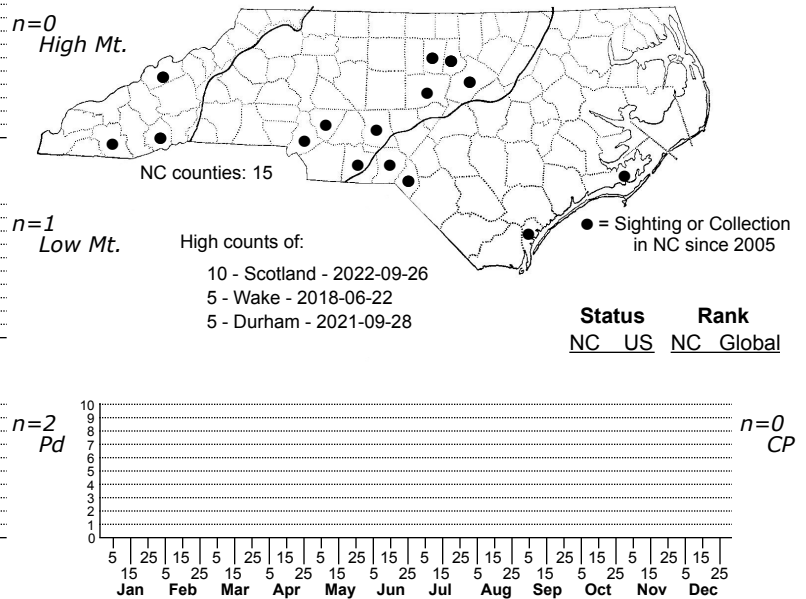 n=0
High Mt.
NC counties: 15
n=1
Low Mt.
High counts of:
10 - Scotland - 2022-09-26
5 - Wake - 2018-06-22
5 - Durham - 2021-09-28
● = Sighting or Collection
in NC since 2005
Status Rank
NC US NC Global
n=2
Pd
n=0
CP
10
9
8
7
6
5
4
3
2
1
0
5 25 15 5 25 15 5 25 15 5 25 15 5 25 15 5 25 15
15 5 25 15 5 25 15 5 25 15 5 25 15 5 25 15 5 25
Jan Feb Mar Apr May Jun Jul Aug Sep Oct Nov Dec